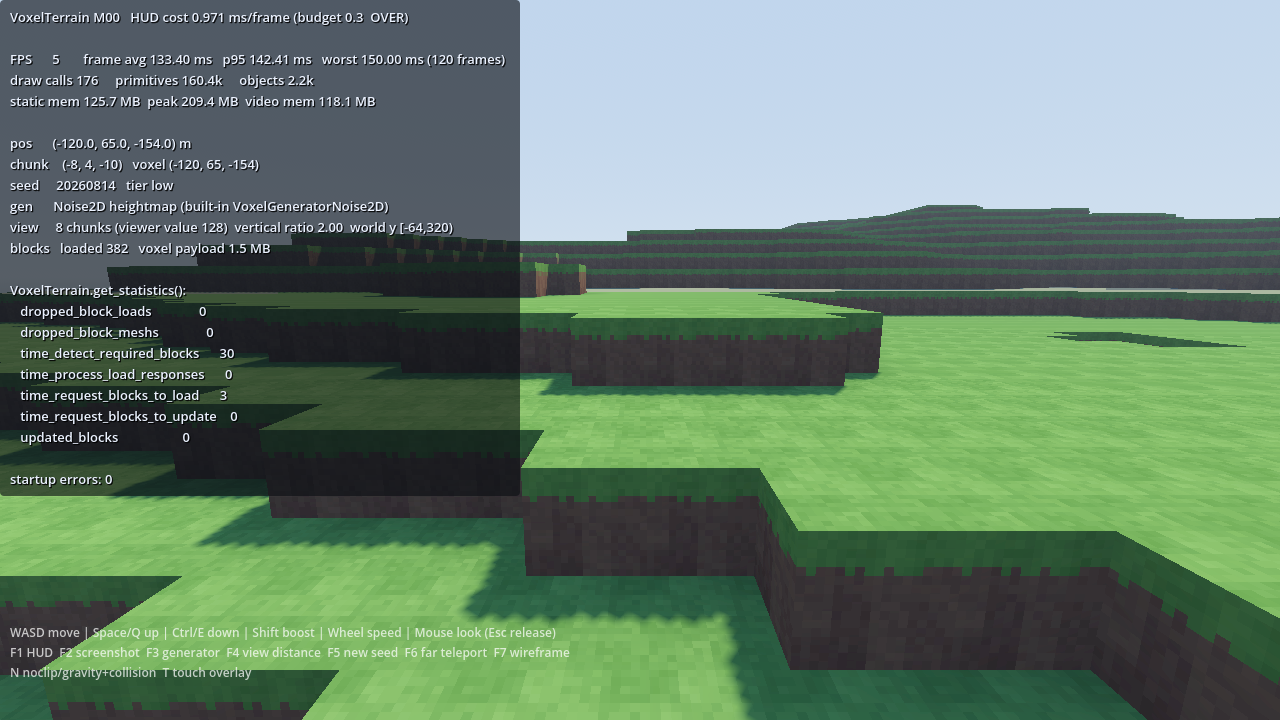 VoxelTerrain M00   HUD cost 0.971 ms/frame (budget 0.3  OVER)
FPS      5       frame avg 133.40 ms   p95 142.41 ms   worst 150.00 ms (120 frames)
draw calls 176     primitives 160.4k     objects 2.2k
static mem 125.7 MB  peak 209.4 MB  video mem 118.1 MB
pos      (-120.0, 65.0, -154.0) m
chunk    (-8, 4, -10)   voxel (-120, 65, -154)
seed     20260814   tier low
gen      Noise2D heightmap (built-in VoxelGeneratorNoise2D)
view     8 chunks (viewer value 128)  vertical ratio 2.00  world y [-64,320)
blocks   loaded 382   voxel payload 1.5 MB
VoxelTerrain.get_statistics():
dropped_block_loads               0
dropped_block_meshs               0
time_detect_required_blocks      30
time_process_load_responses      0
time_request_blocks_to_load      3
time_request_blocks_to_update    0
updated_blocks                   0
startup errors: 0
WASD move | Space/Q up | Ctrl/E down | Shift boost | Wheel speed | Mouse look (Esc release)
F1 HUD  F2 screenshot  F3 generator  F4 view distance  F5 new seed  F6 far teleport  F7 wireframe
N noclip/gravity+collision  T touch overlay